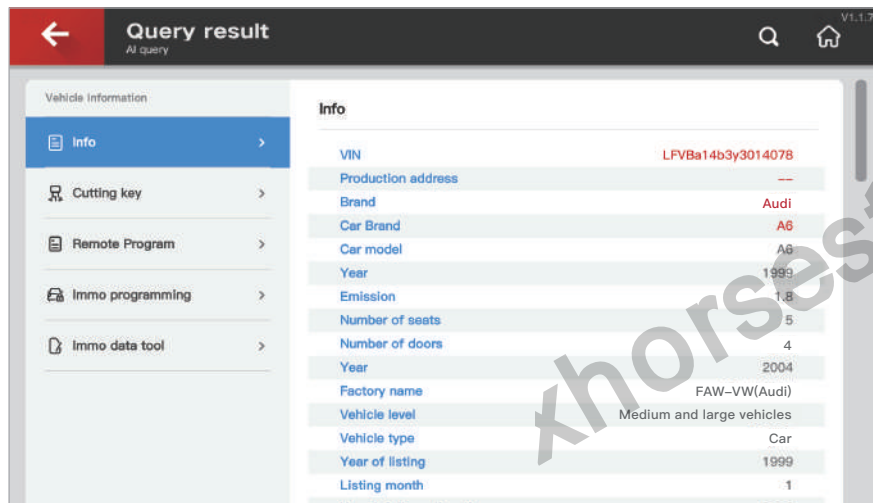 Query result
AI query
V1.1.7
Vehicle information
Info
Cutting key
Remote Program
Immo programming
Immo data tool
Info
VIN LFVBa14b3y3014078
Production address --
Brand Audi
Car Brand A6
Car model A6
Year 1999
Emission 1.8
Number of seats 5
Number of doors 4
Year 2004
Factory name FAW-VW(Audi)
Vehicle level Medium and large vehicles
Vehicle type Car
Year of listing 1999
Listing month 1